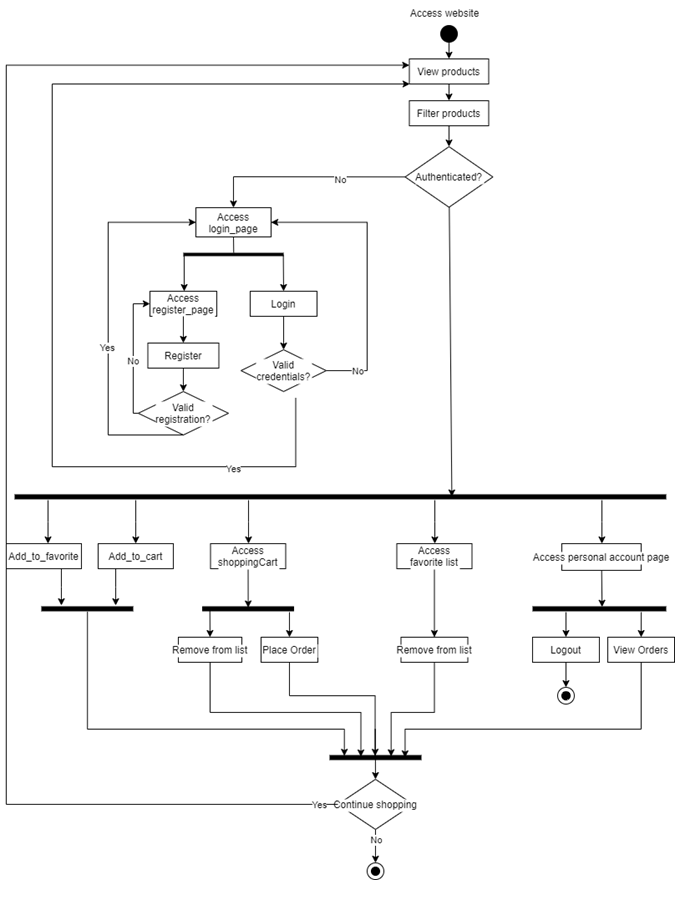 Access website
View products
Filter products
Authenticated?
No
Access
login_page
Access
register_page
Login
Yes
No
Register
Valid
credentials?
No
Valid
registration?
Yes
Add_to_favorite
Add_to_cart
Access
shoppingCart
Access
favorite list
Access personal account page
Remove from list
Place Order
Remove from list
Logout
View Orders
Yes
Continue shopping
No